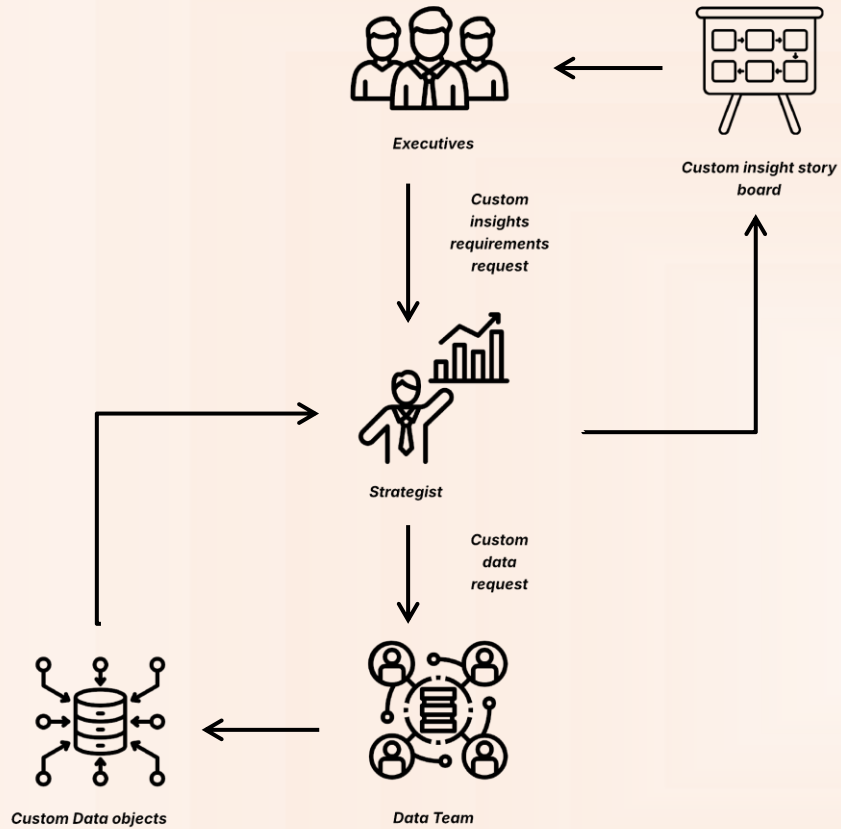 Executives
Custom insight story
board
Custom
insights
requirements
request
Strategist
Custom
data
request
Custom Data objects
Data Team